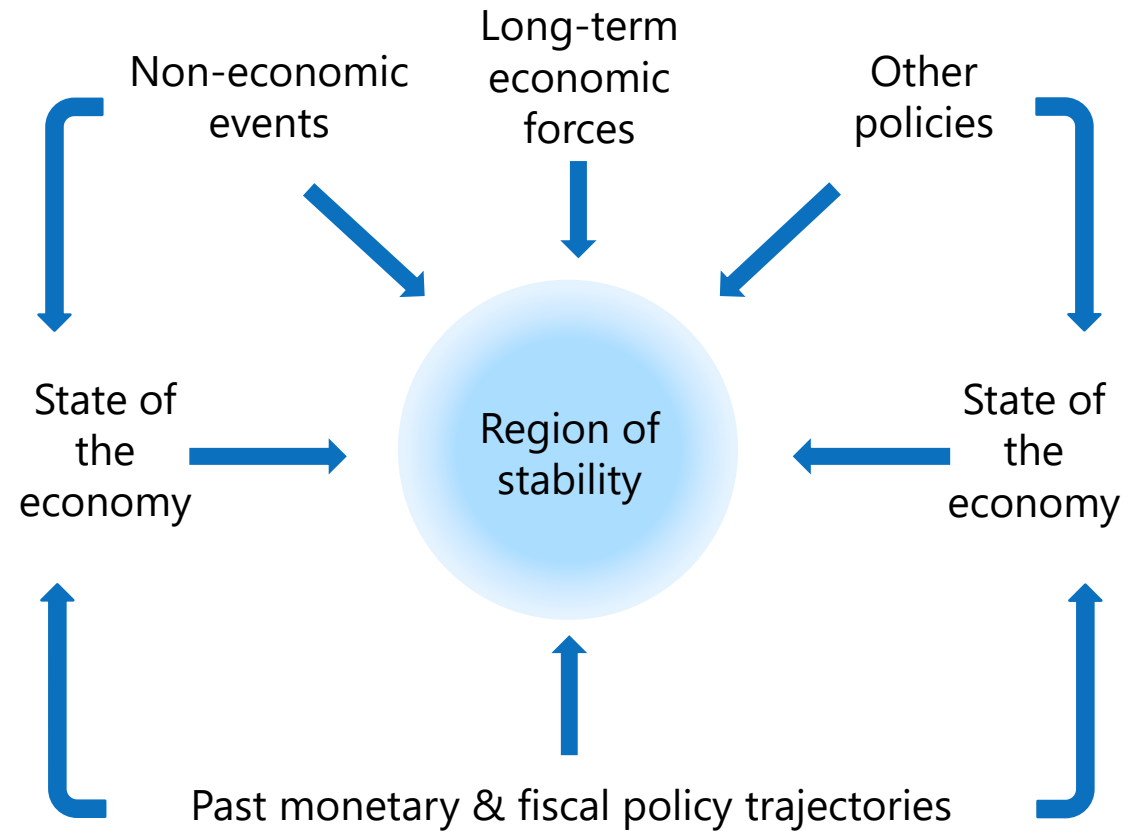 Non-economic
events
Long-term
economic
forces
Other
policies
State of
the
economy
Region of
stability
State of
the
economy
Past monetary & fiscal policy trajectories